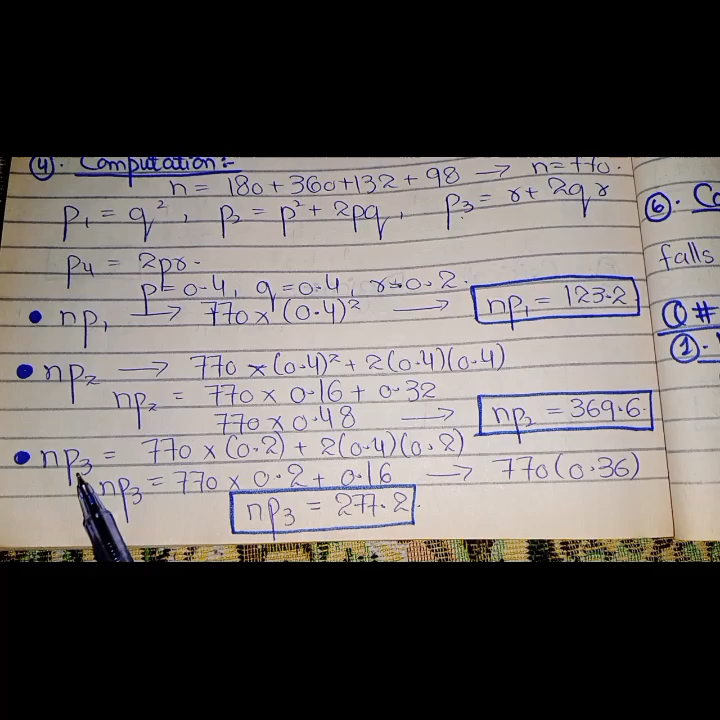 (4). Computation:-
n = 180 + 360 + 132 + 98 → n = 770.
p₁ = q², p₂ = p² + 2pq, p₃ = r + 2qr
p₄ = 2pr.
p = 0.4, q = 0.4, r = 0.2.
• np₁ → 770 × (0.4)² → np₁ = 123.2
• np₂ → 770 × (0.4)² + 2(0.4)(0.4)
np₂ = 770 × 0.16 + 0.32
770 × 0.48 → np₂ = 369.6
• np₃ = 770 × (0.2) + 2(0.4)(0.2)
np₃ = 770 × 0.2 + 0.16 → 770(0.36)
np₃ = 277.2.
(6). Co
falls
Q #
(1).